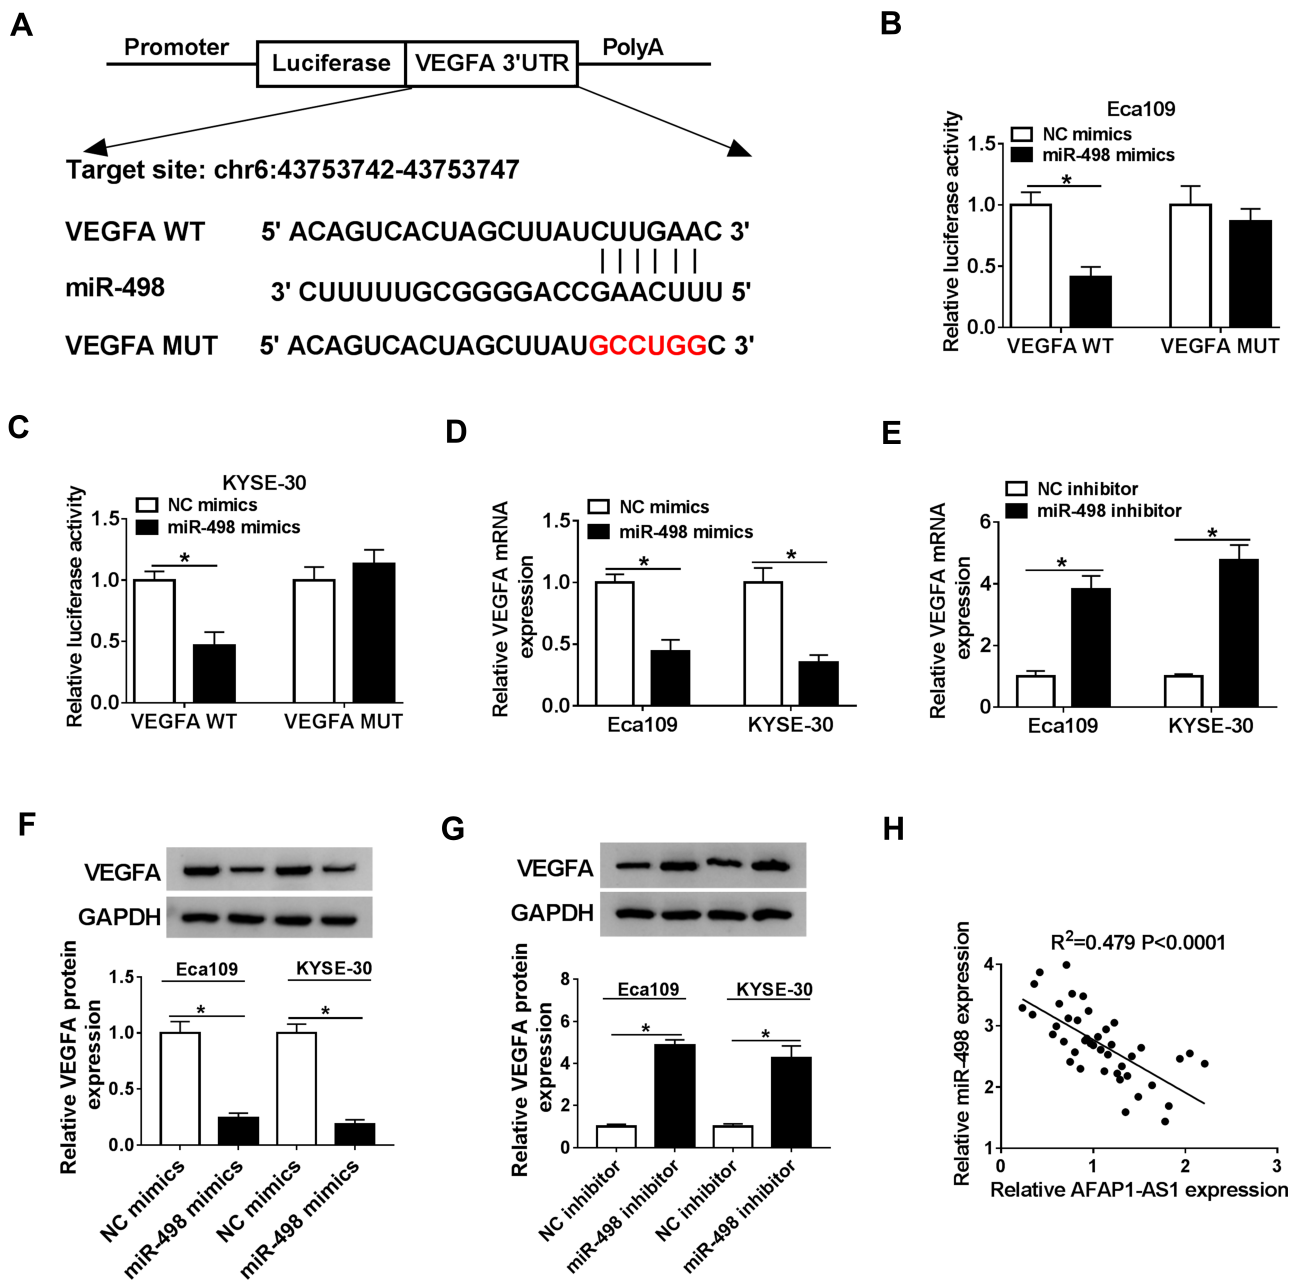 A
Promoter
Luciferase
VEGFA 3'UTR
PolyA
Target site: chr6:43753742-43753747
VEGFA WT 5' ACAGUCACUAGCUUAUCUUGAAC 3'
miR-498 3' CUUUUUGCGGGGACCGAACUUU 5'
VEGFA MUT 5' ACAGUCACUAGCUUAUGCCUGGC 3'
B
Eca109
NC mimics
miR-498 mimics
Relative luciferase activity
1.5
1.0
0.5
0.0
*
VEGFA WT VEGFA MUT
C
KYSE-30
NC mimics
miR-498 mimics
Relative luciferase activity
1.5
1.0
0.5
0.0
*
VEGFA WT VEGFA MUT
D
NC mimics
miR-498 mimics
Relative VEGFA mRNA
expression
1.5
1.0
0.5
0.0
* *
Eca109 KYSE-30
E
NC inhibitor
miR-498 inhibitor
Relative VEGFA mRNA
expression
6
4
2
0
* *
Eca109 KYSE-30
F
VEGFA
GAPDH
Relative VEGFA protein
expression
1.5
1.0
0.5
0.0
Eca109 KYSE-30
* *
NC mimics
miR-498 mimics
NC mimics
miR-498 mimics
G
VEGFA
GAPDH
Relative VEGFA protein
expression
8
6
4
2
0
Eca109 KYSE-30
* *
NC inhibitor
miR-498 inhibitor
NC inhibitor
miR-498 inhibitor
H
R²=0.479 P<0.0001
Relative miR-498 expression
4
3
2
1
0 1 2 3
Relative AFAP1-AS1 expression